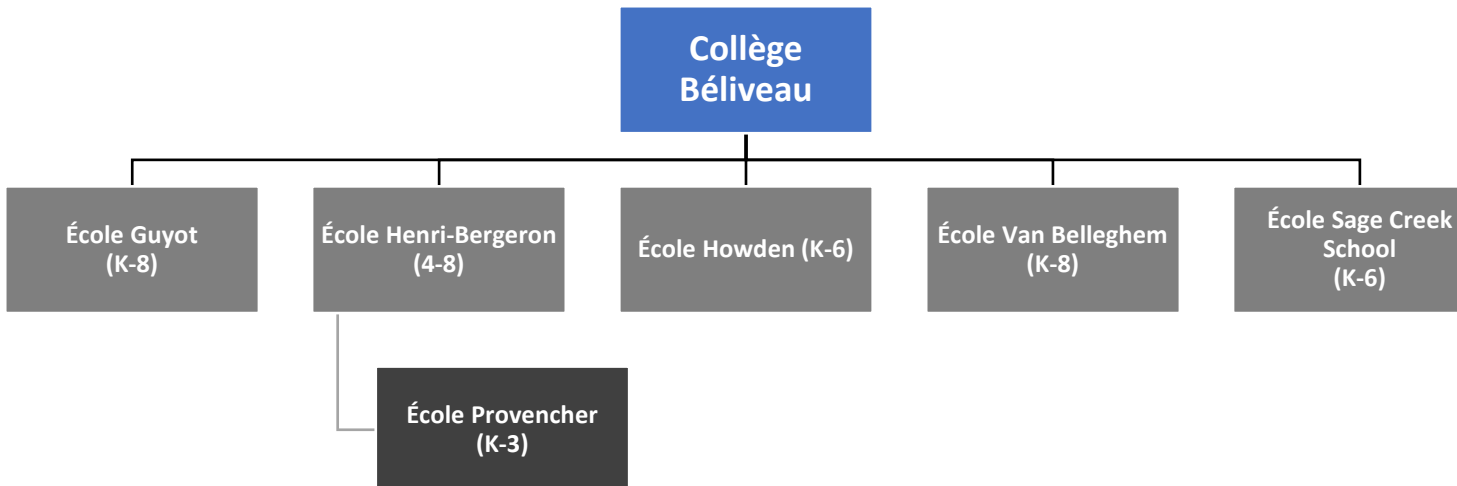 Collège
Béliveau
École Guyot
(K-8)
École Henri-Bergeron
(4-8)
École Howden (K-6)
École Van Belleghem
(K-8)
École Sage Creek
School
(K-6)
École Provencher
(K-3)